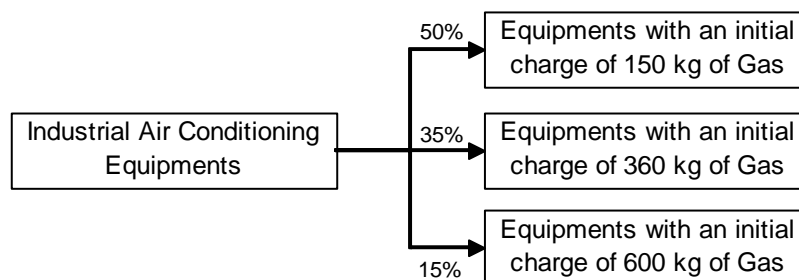 Industrial Air Conditioning
Equipments
50%
Equipments with an initial
charge of 150 kg of Gas
35%
Equipments with an initial
charge of 360 kg of Gas
15%
Equipments with an initial
charge of 600 kg of Gas